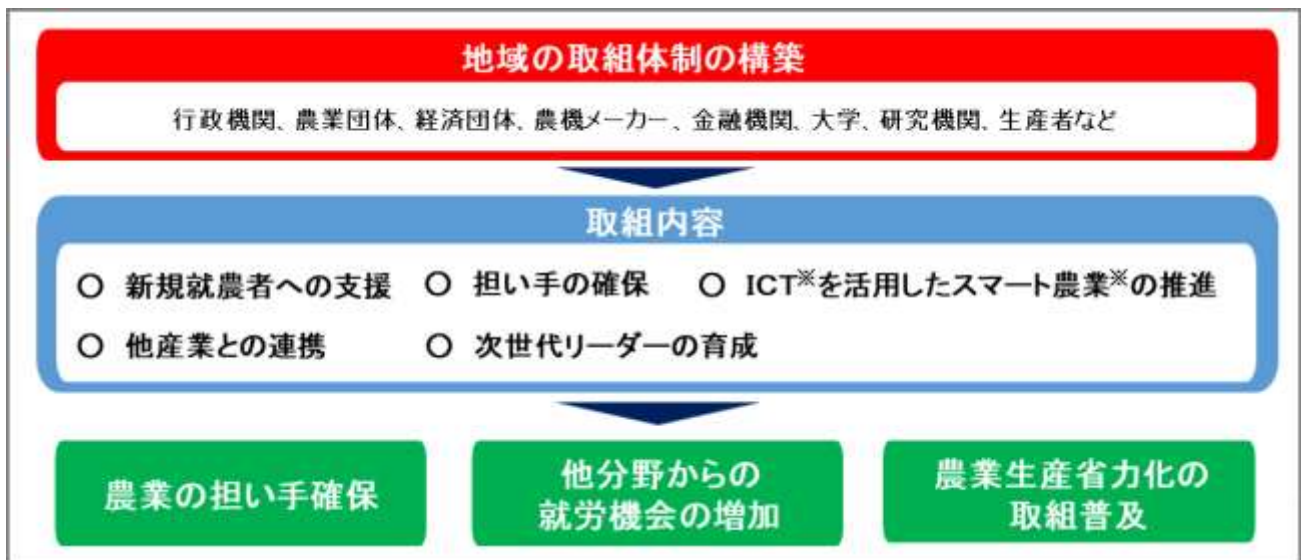 地域の取組体制の構築
行政機関、農業団体、経済団体、農機メーカー、金融機関、大学、研究機関、生産者など
取組内容
○ 新規就農者への支援 ○ 担い手の確保 ○ ICT※を活用したスマート農業※の推進
○ 他産業との連携 ○ 次世代リーダーの育成
農業の担い手確保
他分野からの
就労機会の増加
農業生産省力化の
取組普及